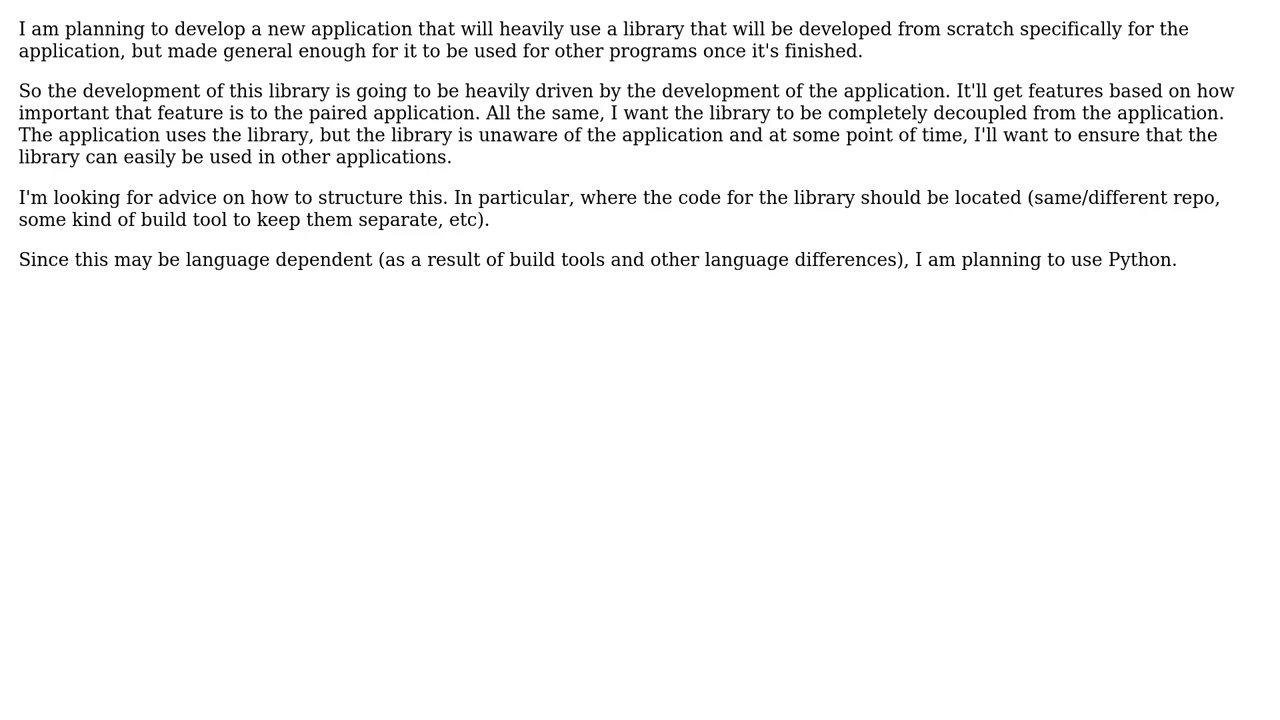 I am planning to develop a new application that will heavily use a library that will be developed from scratch specifically for the
application, but made general enough for it to be used for other programs once it's finished.
So the development of this library is going to be heavily driven by the development of the application. It'll get features based on how
important that feature is to the paired application. All the same, I want the library to be completely decoupled from the application.
The application uses the library, but the library is unaware of the application and at some point of time, I'll want to ensure that the
library can easily be used in other applications.
I'm looking for advice on how to structure this. In particular, where the code for the library should be located (same/different repo,
some kind of build tool to keep them separate, etc).
Since this may be language dependent (as a result of build tools and other language differences), I am planning to use Python.